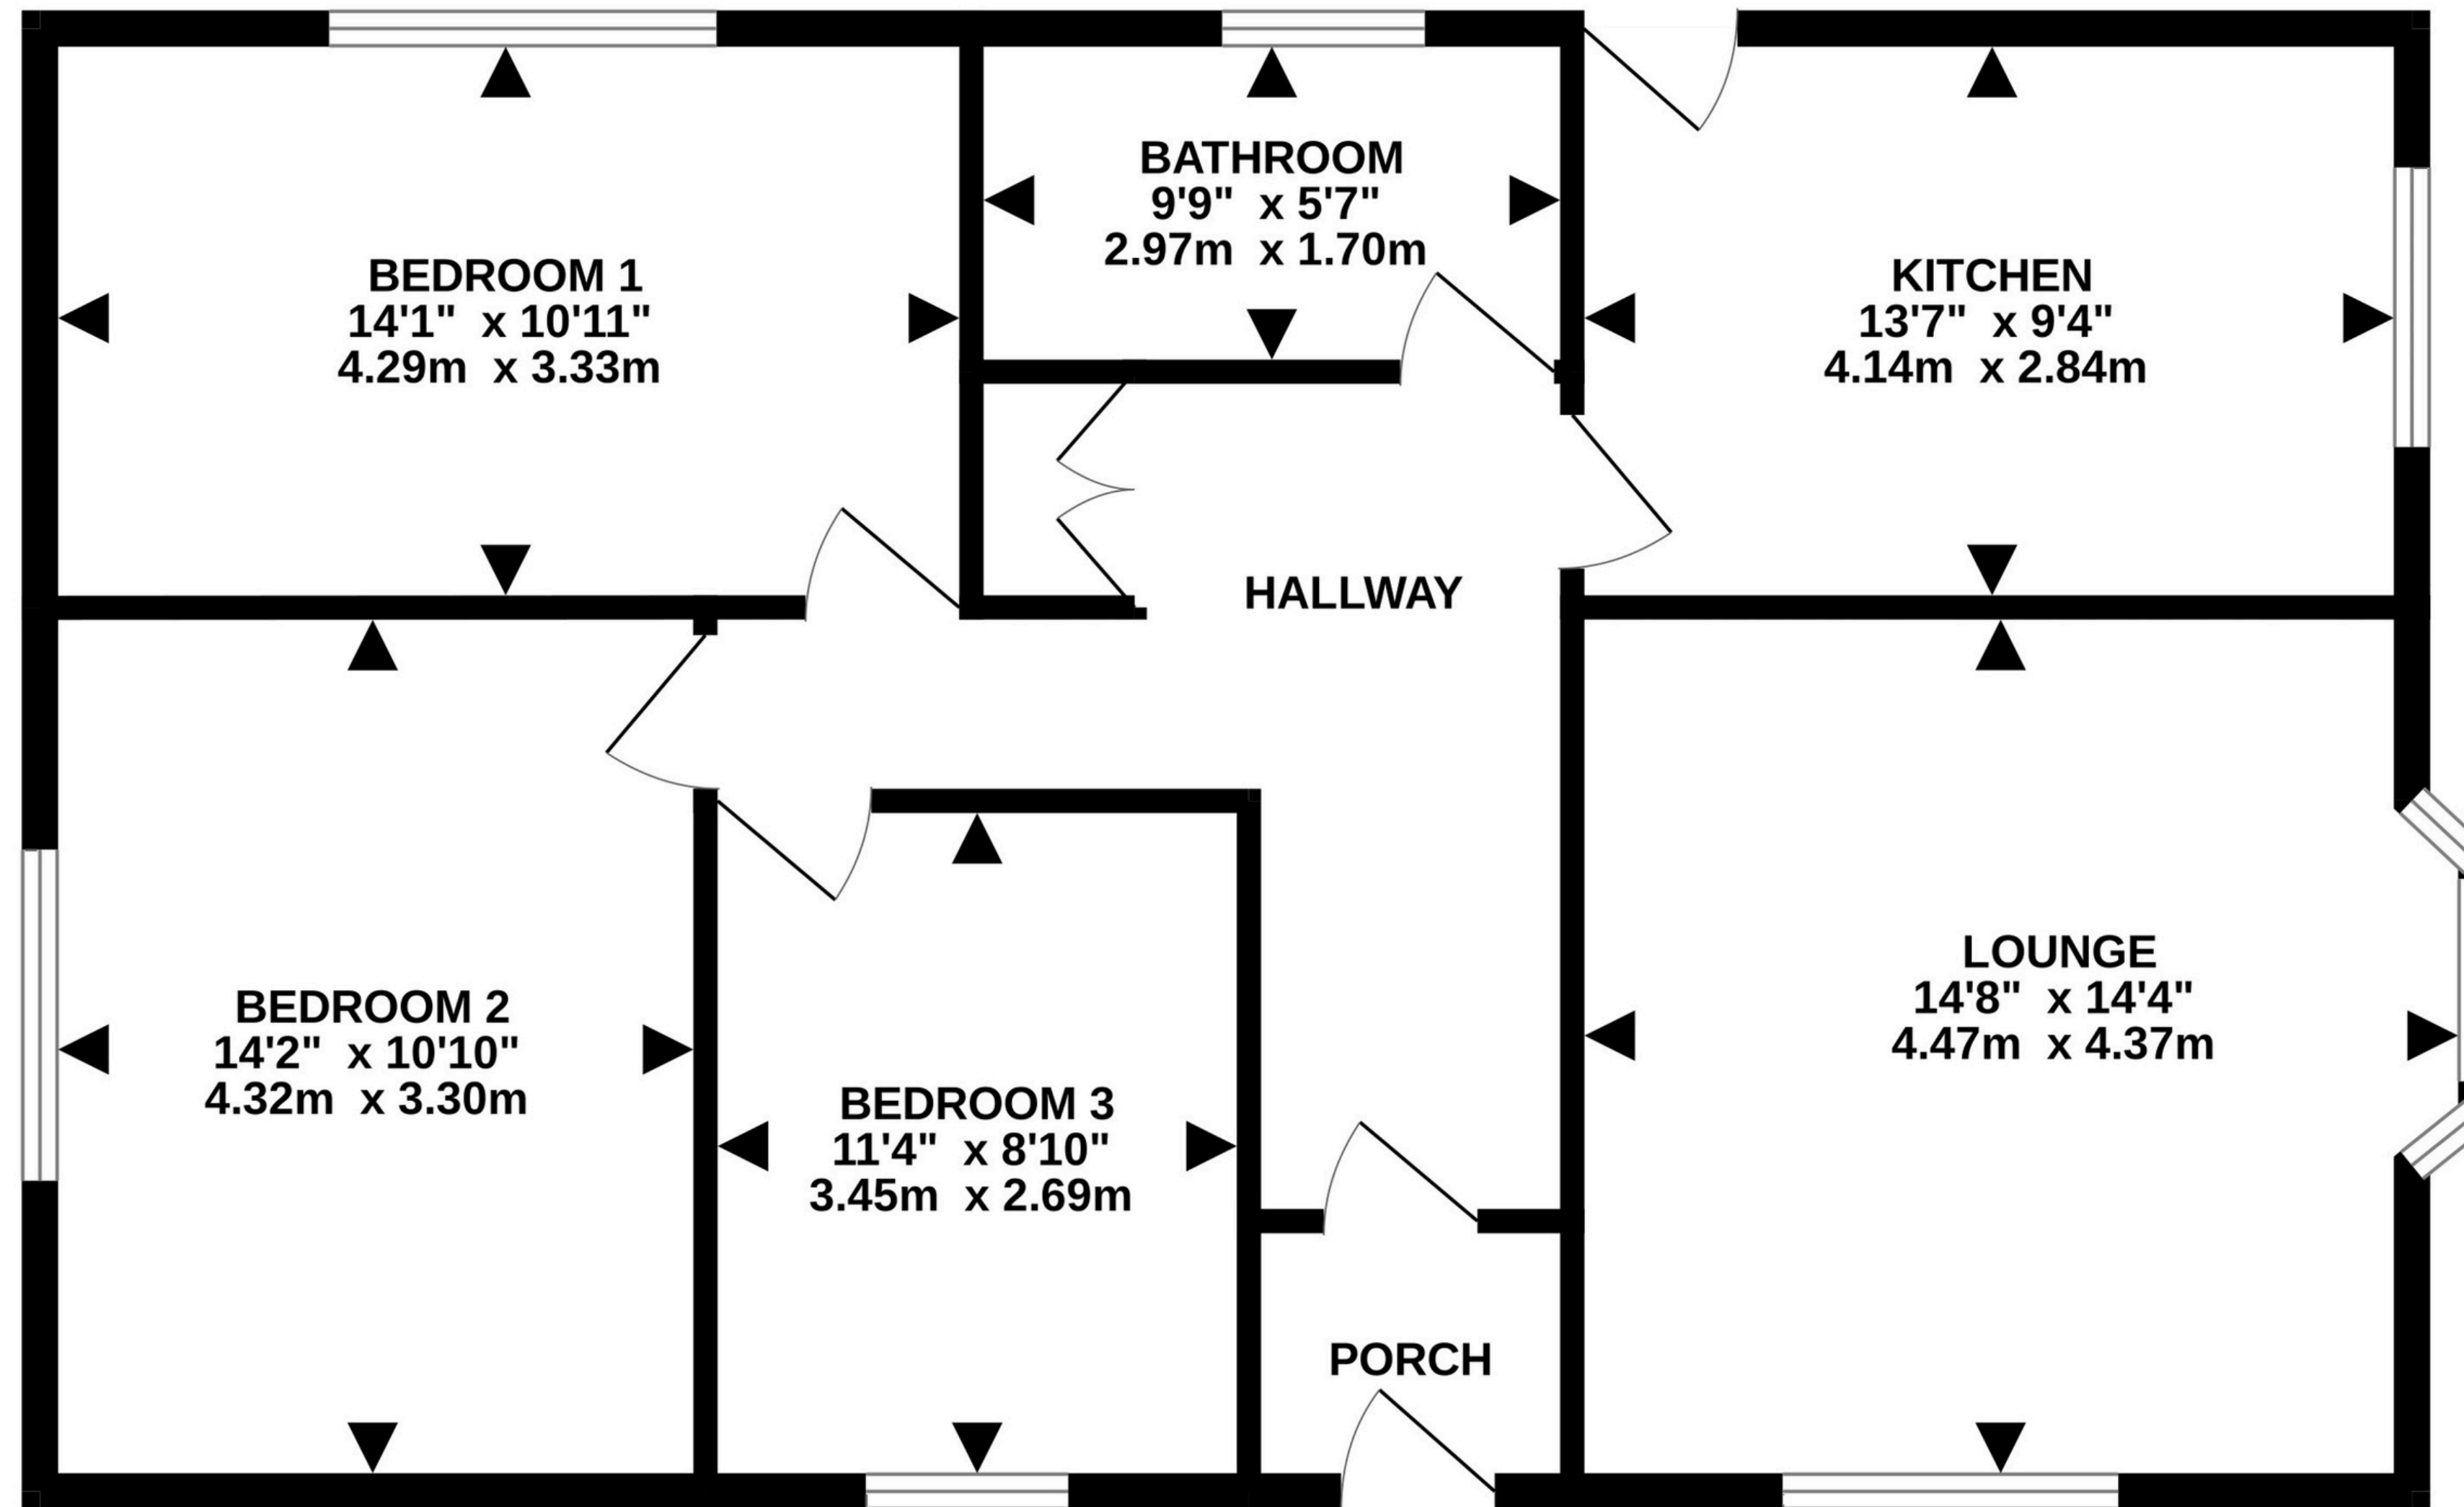 BEDROOM 1
14'1" x 10'11"
4.29m x 3.33m
BATHROOM
9'9" x 5'7"
2.97m x 1.70m
KITCHEN
13'7" x 9'4"
4.14m x 2.84m
HALLWAY
BEDROOM 2
14'2" x 10'10"
4.32m x 3.30m
BEDROOM 3
11'4" x 8'10"
3.45m x 2.69m
LOUNGE
14'8" x 14'4"
4.47m x 4.37m
PORCH